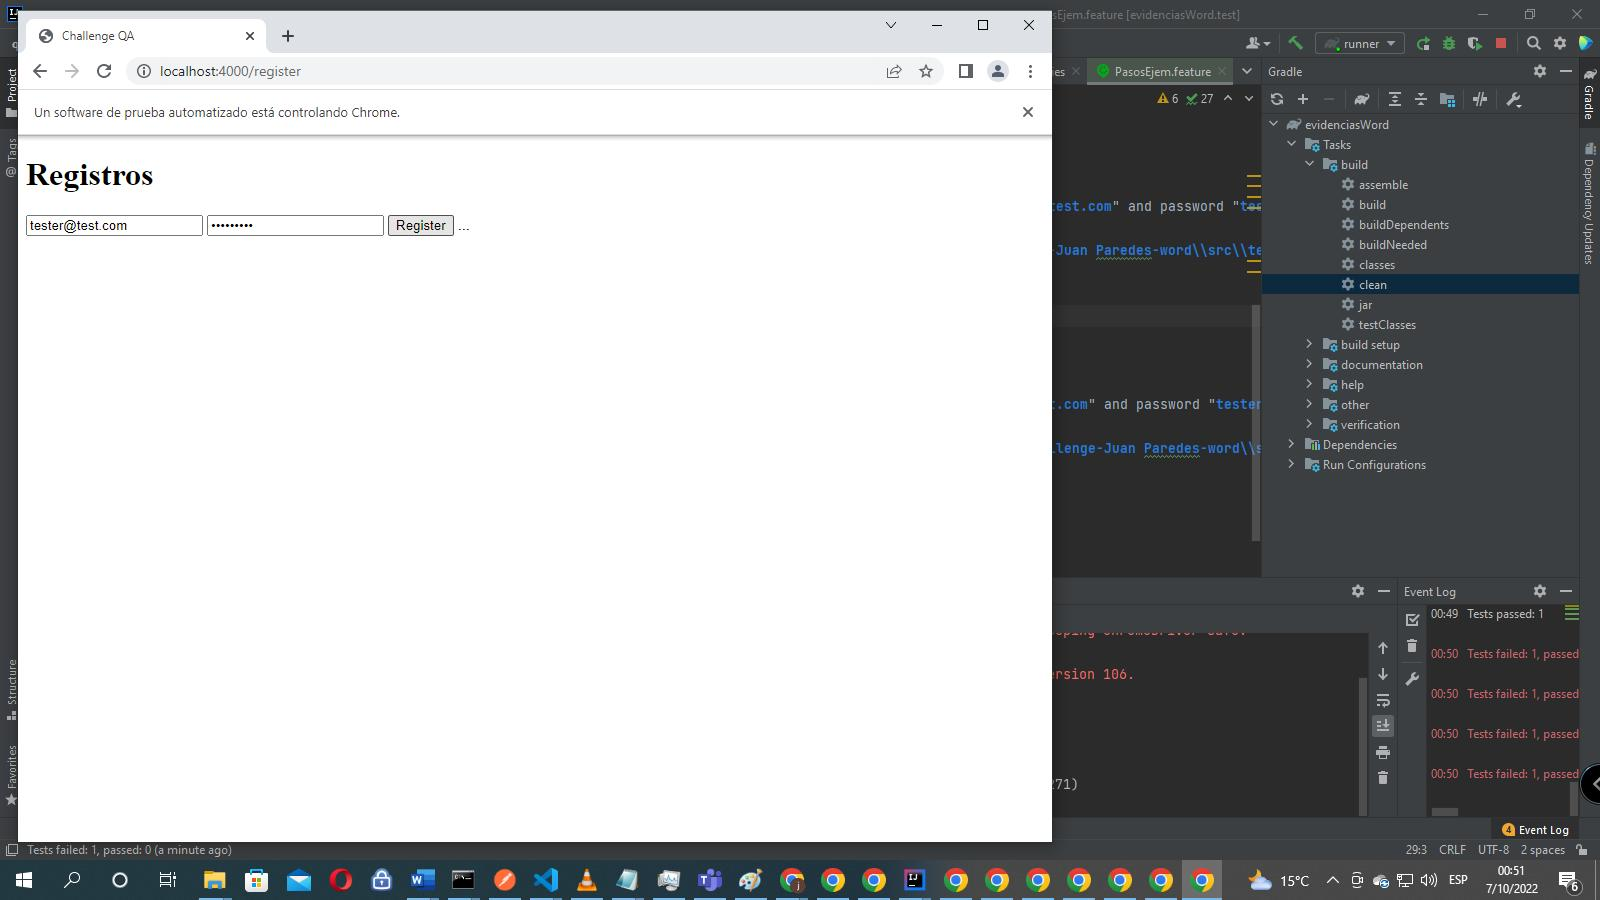 PasosEjem.feature [evidenciasWord.test]
Challenge QA
localhost:4000/register
Un software de prueba automatizado está controlando Chrome.
Registros
tester@test.com ••••••••• Register ...
runner
PasosEjem.feature
6 27
test.com" and password "tes
-Juan Paredes-word\\src\\te
.com" and password "tester
lenge-Juan Paredes-word\\s
Gradle
evidenciasWord
Tasks
build
assemble
build
buildDependents
buildNeeded
classes
clean
jar
testClasses
build setup
documentation
help
other
verification
Dependencies
Run Configurations
Project
@ Tags
Structure
Favorites
Gradle
Dependency Updates
ersion 106.
271)
Event Log
00:49 Tests passed: 1
00:50 Tests failed: 1, passed
00:50 Tests failed: 1, passed
00:50 Tests failed: 1, passed
00:50 Tests failed: 1, passed
4 Event Log
Tests failed: 1, passed: 0 (a minute ago)
29:3 CRLF UTF-8 2 spaces
15°C
ESP
00:51
7/10/2022
6